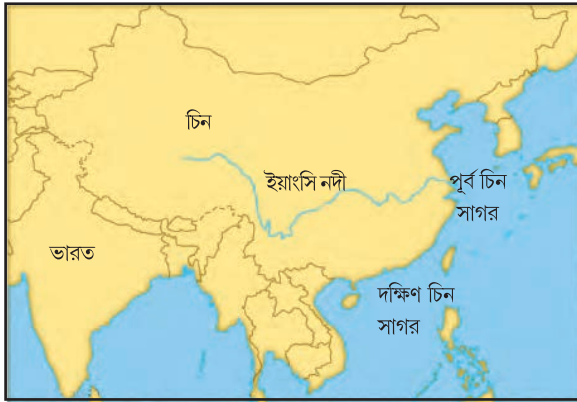 চিন
ইয়াংসি নদী
পূর্ব চিন
সাগর
ভারত
দক্ষিণ চিন
সাগর